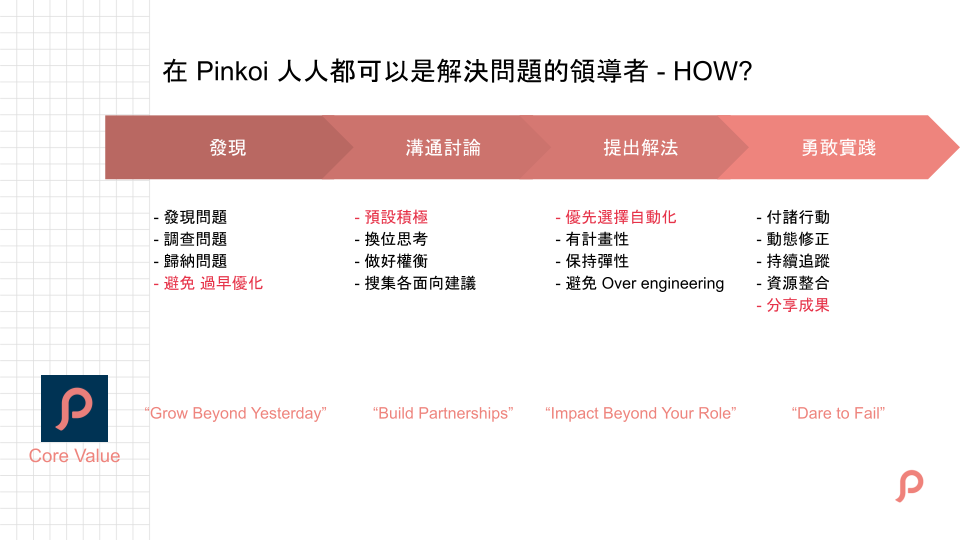 在 Pinkoi 人人都可以是解決問題的領導者 - HOW?
發現
溝通討論
提出解法
勇敢實踐
- 發現問題
- 調查問題
- 歸納問題
- 避免 過早優化
- 預設積極
- 換位思考
- 做好權衡
- 搜集各面向建議
- 優先選擇自動化
- 有計畫性
- 保持彈性
- 避免 Over engineering
- 付諸行動
- 動態修正
- 持續追蹤
- 資源整合
- 分享成果
“Grow Beyond Yesterday”
“Build Partnerships”
“Impact Beyond Your Role”
“Dare to Fail”
Core Value